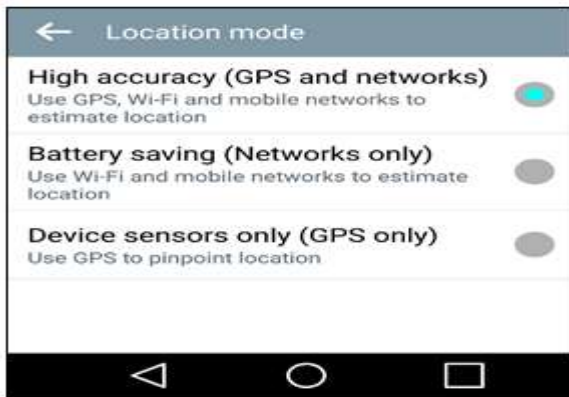 Location mode
High accuracy (GPS and networks)
Use GPS, Wi-Fi and mobile networks to
estimate location
Battery saving (Networks only)
Use Wi-Fi and mobile networks to estimate
location
Device sensors only (GPS only)
Use GPS to pinpoint location